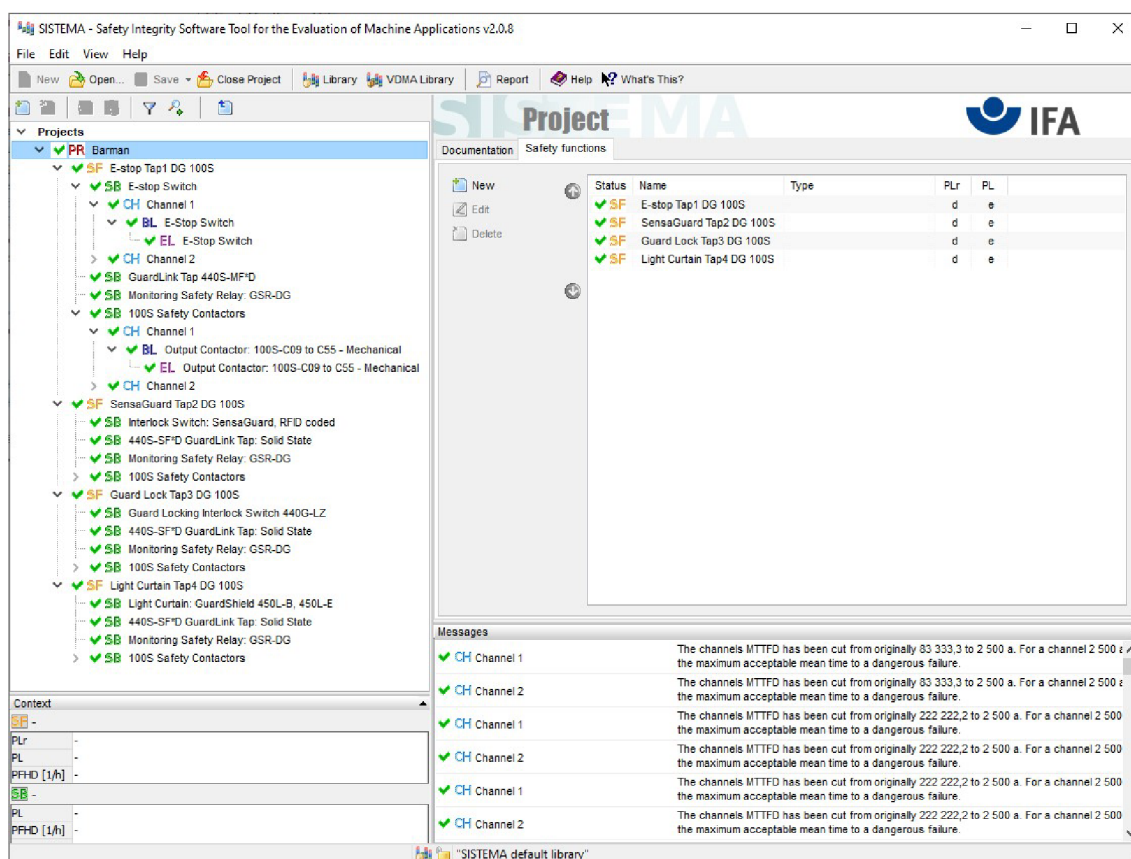 SISTEMA - Safety Integrity Software Tool for the Evaluation of Machine Applications v2.0.8
File Edit View Help
New Open... Save Close Project Library VDMA Library Report Help What's This?
Projects
PR Barman
SF E-stop Tap1 DG 100S
SB E-stop Switch
CH Channel 1
BL E-Stop Switch
EL E-Stop Switch
CH Channel 2
SB GuardLink Tap 440S-MF*D
SB Monitoring Safety Relay: GSR-DG
SB 100S Safety Contactors
CH Channel 1
BL Output Contactor: 100S-C09 to C55 - Mechanical
EL Output Contactor: 100S-C09 to C55 - Mechanical
CH Channel 2
SF SensaGuard Tap2 DG 100S
SB Interlock Switch: SensaGuard, RFID coded
SB 440S-SF*D GuardLink Tap: Solid State
SB Monitoring Safety Relay: GSR-DG
SB 100S Safety Contactors
SF Guard Lock Tap3 DG 100S
SB Guard Locking Interlock Switch 440G-LZ
SB 440S-SF*D GuardLink Tap: Solid State
SB Monitoring Safety Relay: GSR-DG
SB 100S Safety Contactors
SF Light Curtain Tap4 DG 100S
SB Light Curtain: GuardShield 450L-B, 450L-E
SB 440S-SF*D GuardLink Tap: Solid State
SB Monitoring Safety Relay: GSR-DG
SB 100S Safety Contactors
Context
SF -
PLr -
PL -
PFHD [1/h] -
SB -
PL -
PFHD [1/h] -
SISTEMA
Project
IFA
Documentation Safety functions
New
Edit
Delete
Status Name Type PLr PL
SF E-stop Tap1 DG 100S d e
SF SensaGuard Tap2 DG 100S d e
SF Guard Lock Tap3 DG 100S d e
SF Light Curtain Tap4 DG 100S d e
Messages
CH Channel 1 The channels MTTFD has been cut from originally 83 333,3 to 2 500 a. For a channel 2 500 a
the maximum acceptable mean time to a dangerous failure.
CH Channel 2 The channels MTTFD has been cut from originally 83 333,3 to 2 500 a. For a channel 2 500 a
the maximum acceptable mean time to a dangerous failure.
CH Channel 1 The channels MTTFD has been cut from originally 222 222,2 to 2 500 a. For a channel 2 500
the maximum acceptable mean time to a dangerous failure.
CH Channel 2 The channels MTTFD has been cut from originally 222 222,2 to 2 500 a. For a channel 2 500
the maximum acceptable mean time to a dangerous failure.
CH Channel 1 The channels MTTFD has been cut from originally 222 222,2 to 2 500 a. For a channel 2 500
the maximum acceptable mean time to a dangerous failure.
CH Channel 2 The channels MTTFD has been cut from originally 222 222,2 to 2 500 a. For a channel 2 500
the maximum acceptable mean time to a dangerous failure.
"SISTEMA default library"